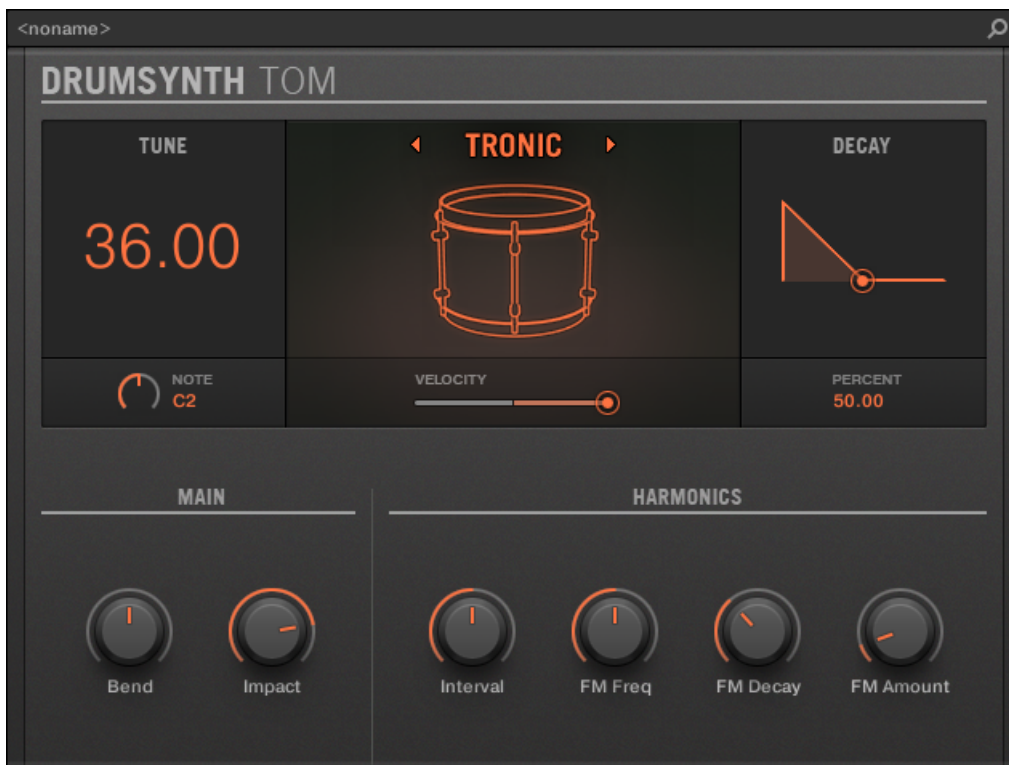 <noname>
DRUMSYNTH TOM
TUNE
TRONIC
DECAY
36.00
NOTE
C2
VELOCITY
PERCENT
50.00
MAIN
HARMONICS
Bend
Impact
Interval
FM Freq
FM Decay
FM Amount